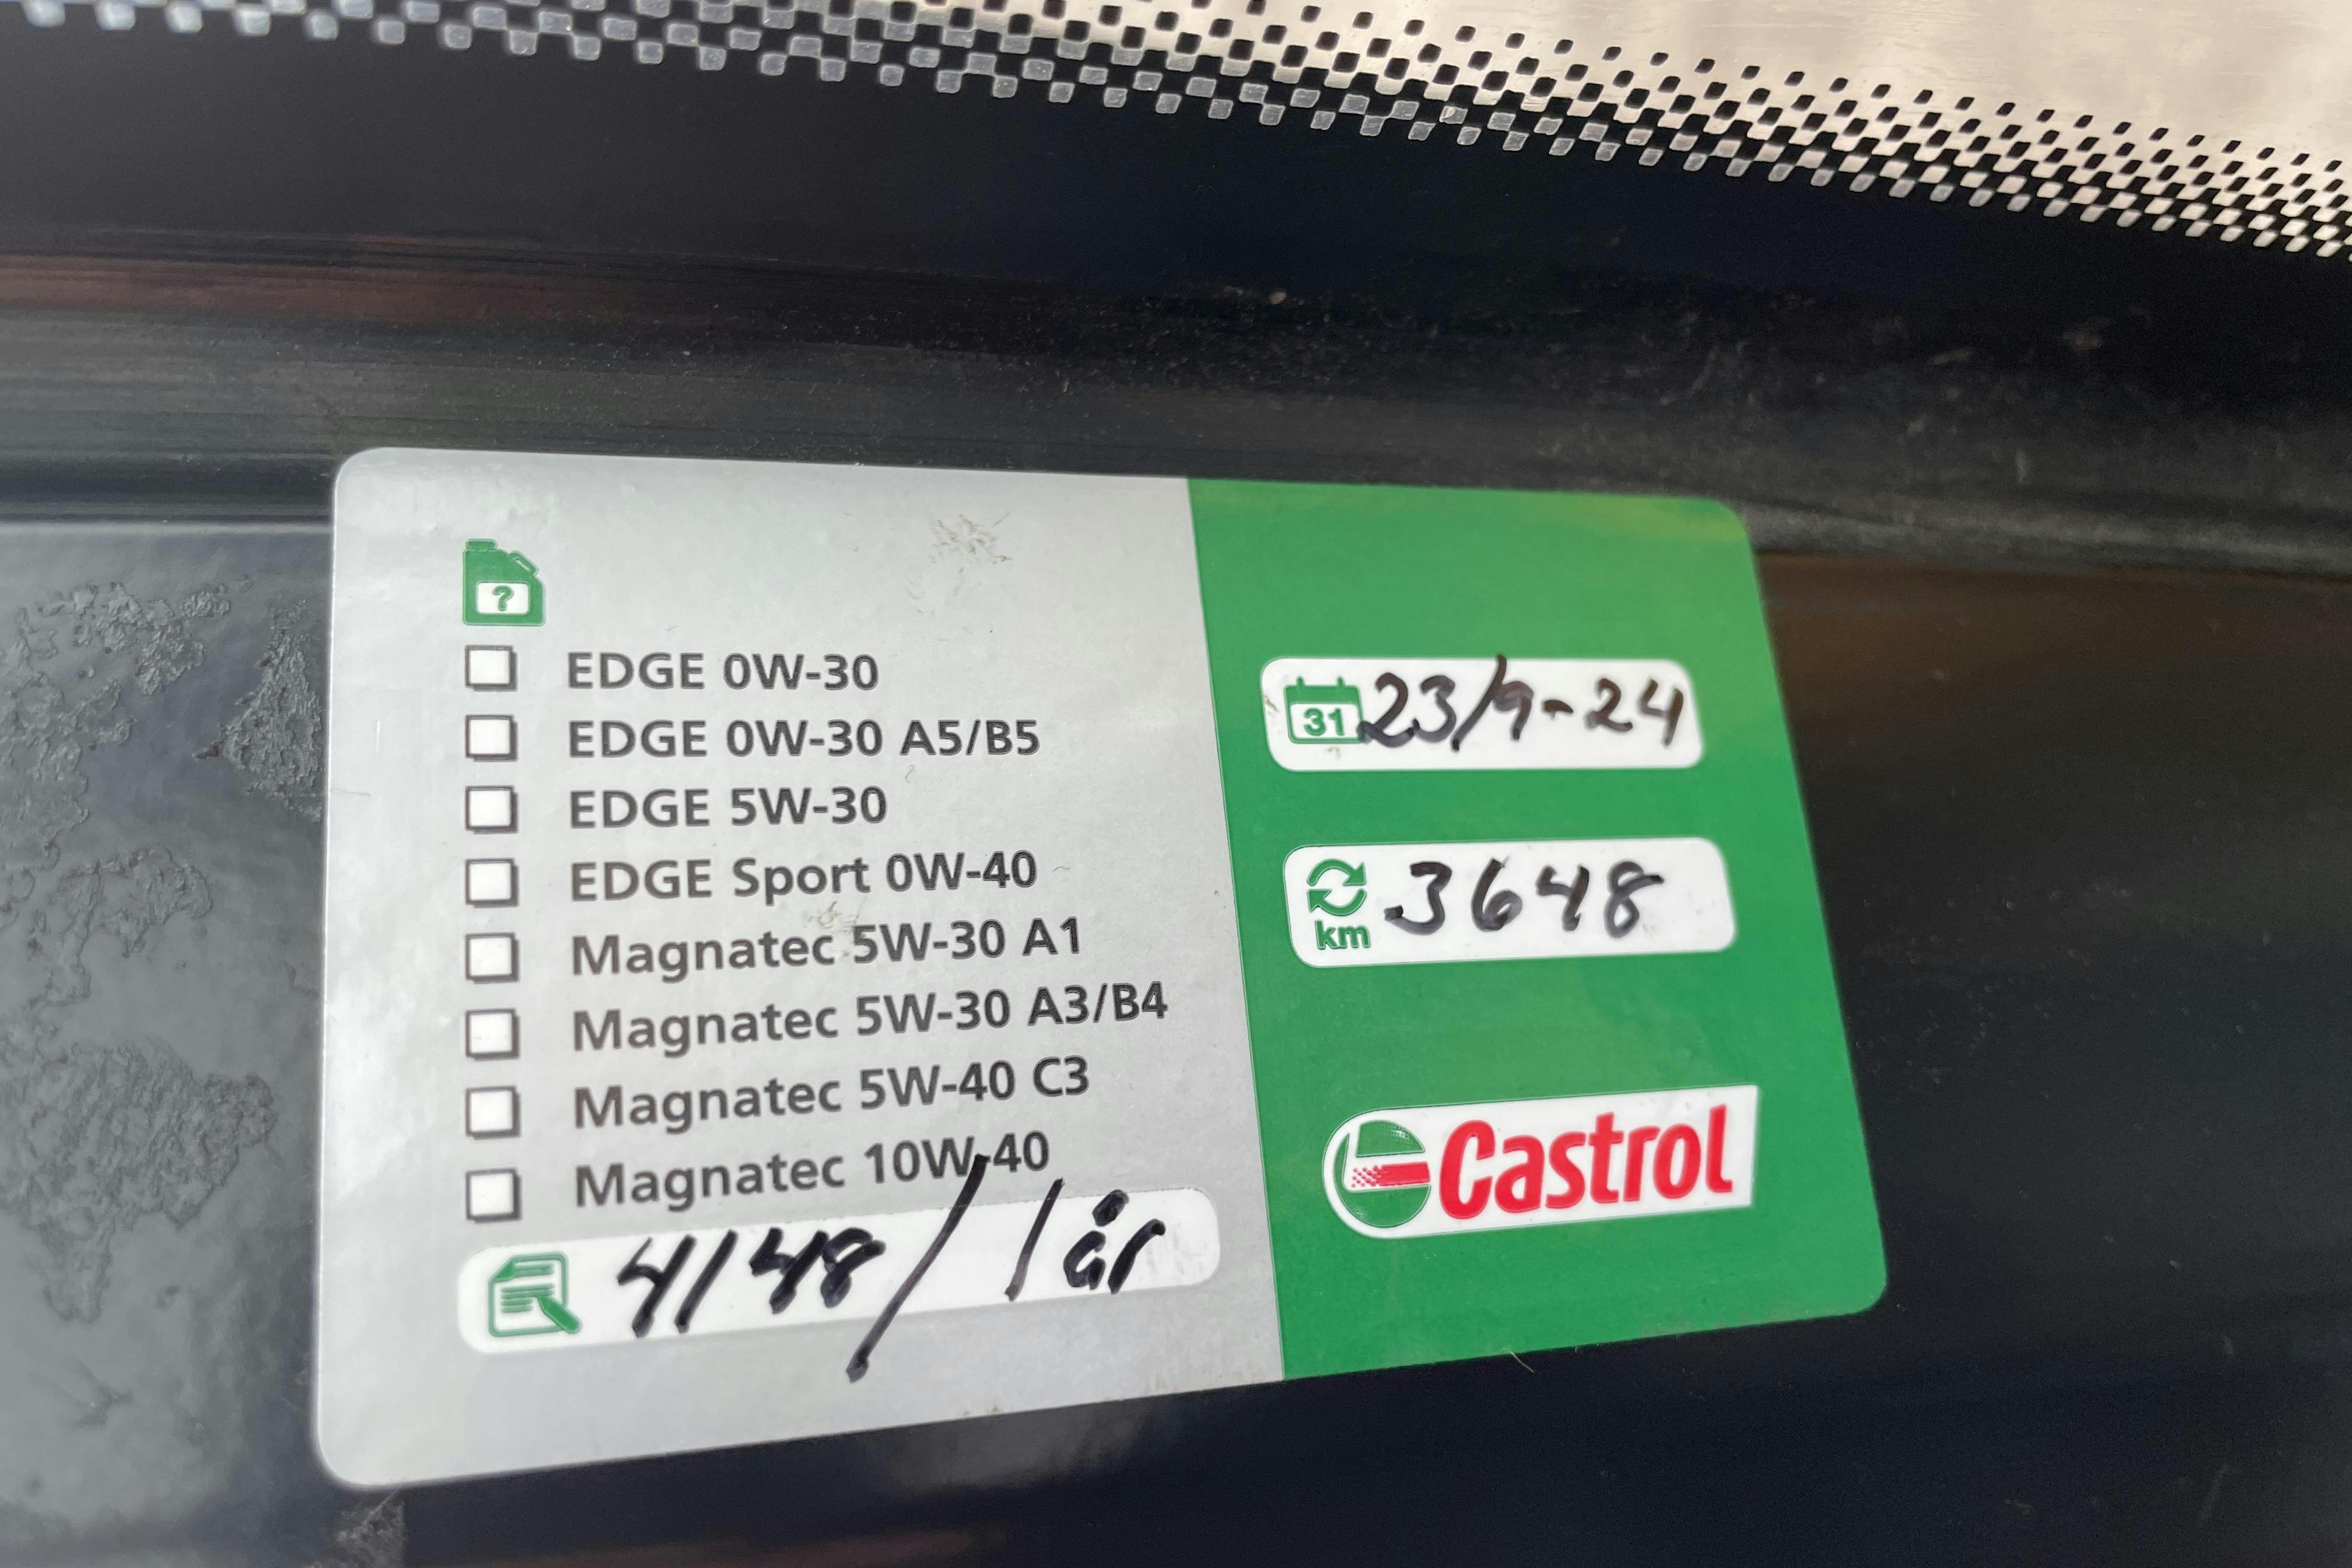 ?
EDGE 0W-30
EDGE 0W-30 A5/B5
EDGE 5W-30
EDGE Sport 0W-40
Magnatec 5W-30 A1
Magnatec 5W-30 A3/B4
Magnatec 5W-40 C3
Magnatec 10W-40
4148/1 år
31 23/9-24
km 3648
Castrol